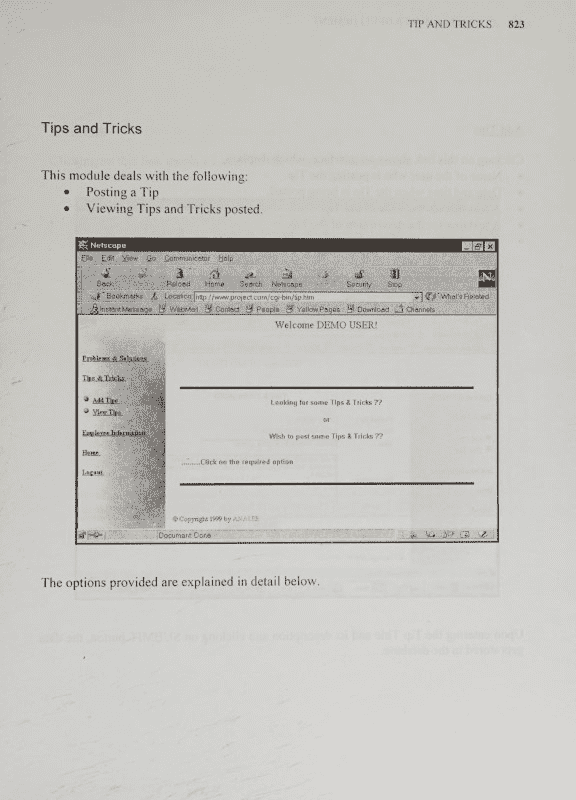 TIP AND TRICKS 823
Tips and Tricks
This module deals with the following:
• Posting a Tip
• Viewing Tips and Tricks posted.
Netscape
File Edit View Go Communicator Help
Back Reload Home Search Netscape Security Stop
Bookmarks Location http://www.project.com/cgi-bin/tip.htm What's Related
Instant Message WebMail Contact People Yellow Pages Download Channels
Welcome DEMO USER!
Problems & Solutions
Tips & Tricks
Add Tips
View Tips
Employee Information
Home
Logout
Looking for some Tips & Tricks ??
or
Wish to post some Tips & Tricks ??
.........Click on the required option
© Copyright 1999 by
Document: Done
The options provided are explained in detail below.